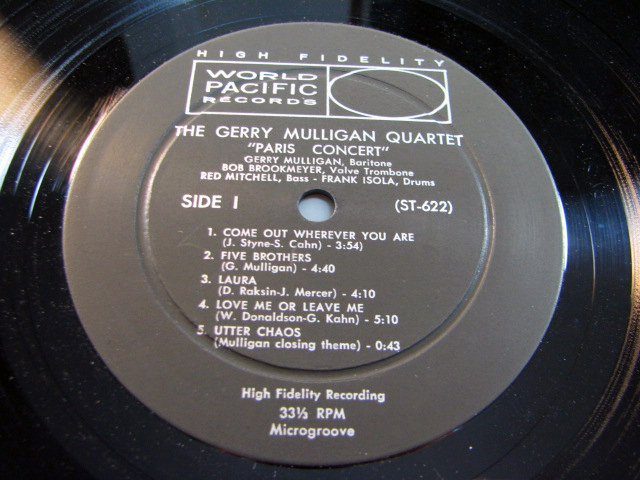 HIGH FIDELITY
WORLD
PACIFIC
RECORDS
THE GERRY MULLIGAN QUARTET
"PARIS CONCERT"
GERRY MULLIGAN, Baritone
BOB BROOKMEYER, Valve Trombone
RED MITCHELL, Bass - FRANK ISOLA, Drums
SIDE I (ST-622)
1. COME OUT WHEREVER YOU ARE
(J. Styne-S. Cahn) - 3:54)
2. FIVE BROTHERS
(G. Mulligan) - 4:40
3. LAURA
(D. Raksin-J. Mercer) - 4:10
4. LOVE ME OR LEAVE ME
(W. Donaldson-G. Kahn) - 5:10
5. UTTER CHAOS
(Mulligan closing theme) - 0:43
High Fidelity Recording
33⅓ RPM
Microgroove